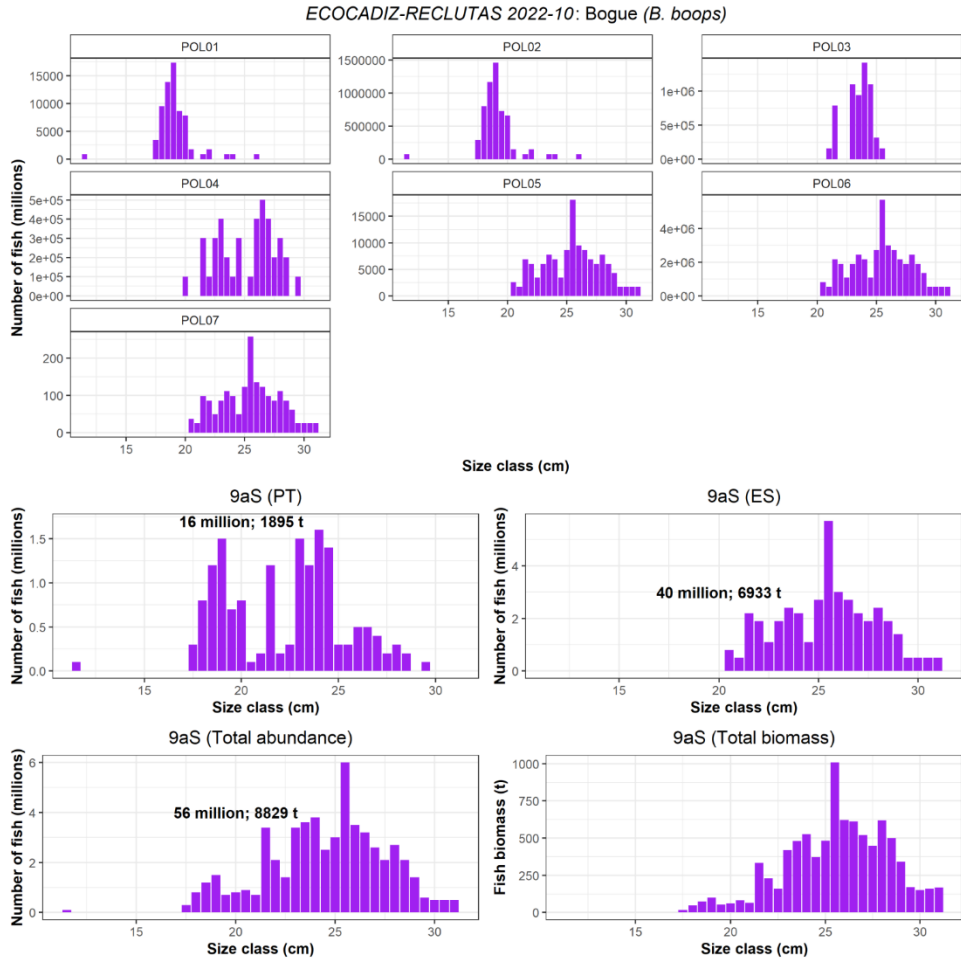 ECOCADIZ-RECLUTAS 2022-10: Bogue (B. boops)
POL01
POL02
POL03
15000
10000
5000
0
1500000
1000000
500000
0
1e+06
5e+05
0e+00
POL04
POL05
POL06
5e+05
4e+05
3e+05
2e+05
1e+05
0e+00
15000
10000
5000
0
4e+06
2e+06
0e+00
15 20 25 30
15 20 25 30
POL07
200
100
0
15 20 25 30
Number of fish (millions)
Size class (cm)
9aS (PT)
16 million; 1895 t
1.5
1.0
0.5
0.0
15 20 25 30
Number of fish (millions)
Size class (cm)
9aS (ES)
40 million; 6933 t
4
2
0
15 20 25 30
Number of fish (millions)
Size class (cm)
9aS (Total abundance)
56 million; 8829 t
6
4
2
0
15 20 25 30
Number of fish (millions)
Size class (cm)
9aS (Total biomass)
1000
750
500
250
0
15 20 25 30
Fish biomass (t)
Size class (cm)